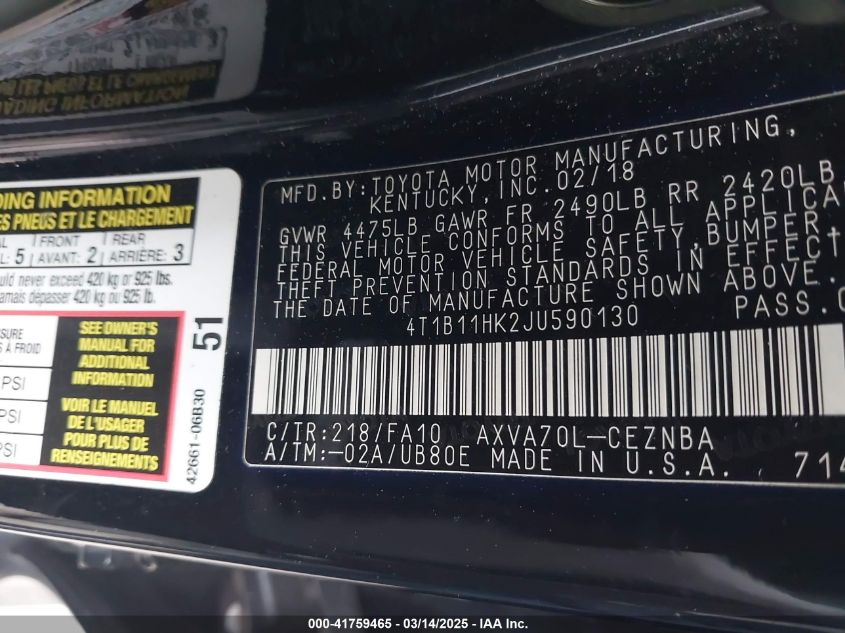 DING INFORMATION
ES PNEUS ET LE CHARGEMENT
L: 5 FRONT AVANT: 2 REAR ARRIÈRE: 3
ould never exceed 420 kg or 925 lbs.
amais dépasser 420 kg ou 925 lb.
SSURE
S À FROID
PSI
PSI
SEE OWNER'S
MANUAL FOR
ADDITIONAL
INFORMATION
VOIR LE MANUEL
DE L'USAGER
POUR PLUS DE
RENSEIGNEMENTS
42661-06B30
51
MFD.BY:TOYOTA MOTOR MANUFACTURING,
KENTUCKY,INC.02/18
GVWR 4475LB GAWR FR 2490LB RR 2420LB
THIS VEHICLE CONFORMS TO ALL APPLICA
FEDERAL MOTOR VEHICLE SAFETY,BUMPER,
THEFT PREVENTION STANDARDS IN EFFECT
THE DATE OF MANUFACTURE SHOWN ABOVE.
4T1B11HK2JU590130 PASS.C
C/TR:218/FA10 AXVA70L-CEZNBA
A/TM:-02A/UB80E MADE IN U.S.A. 714
000-41759465 - 03/14/2025 - IAA Inc.